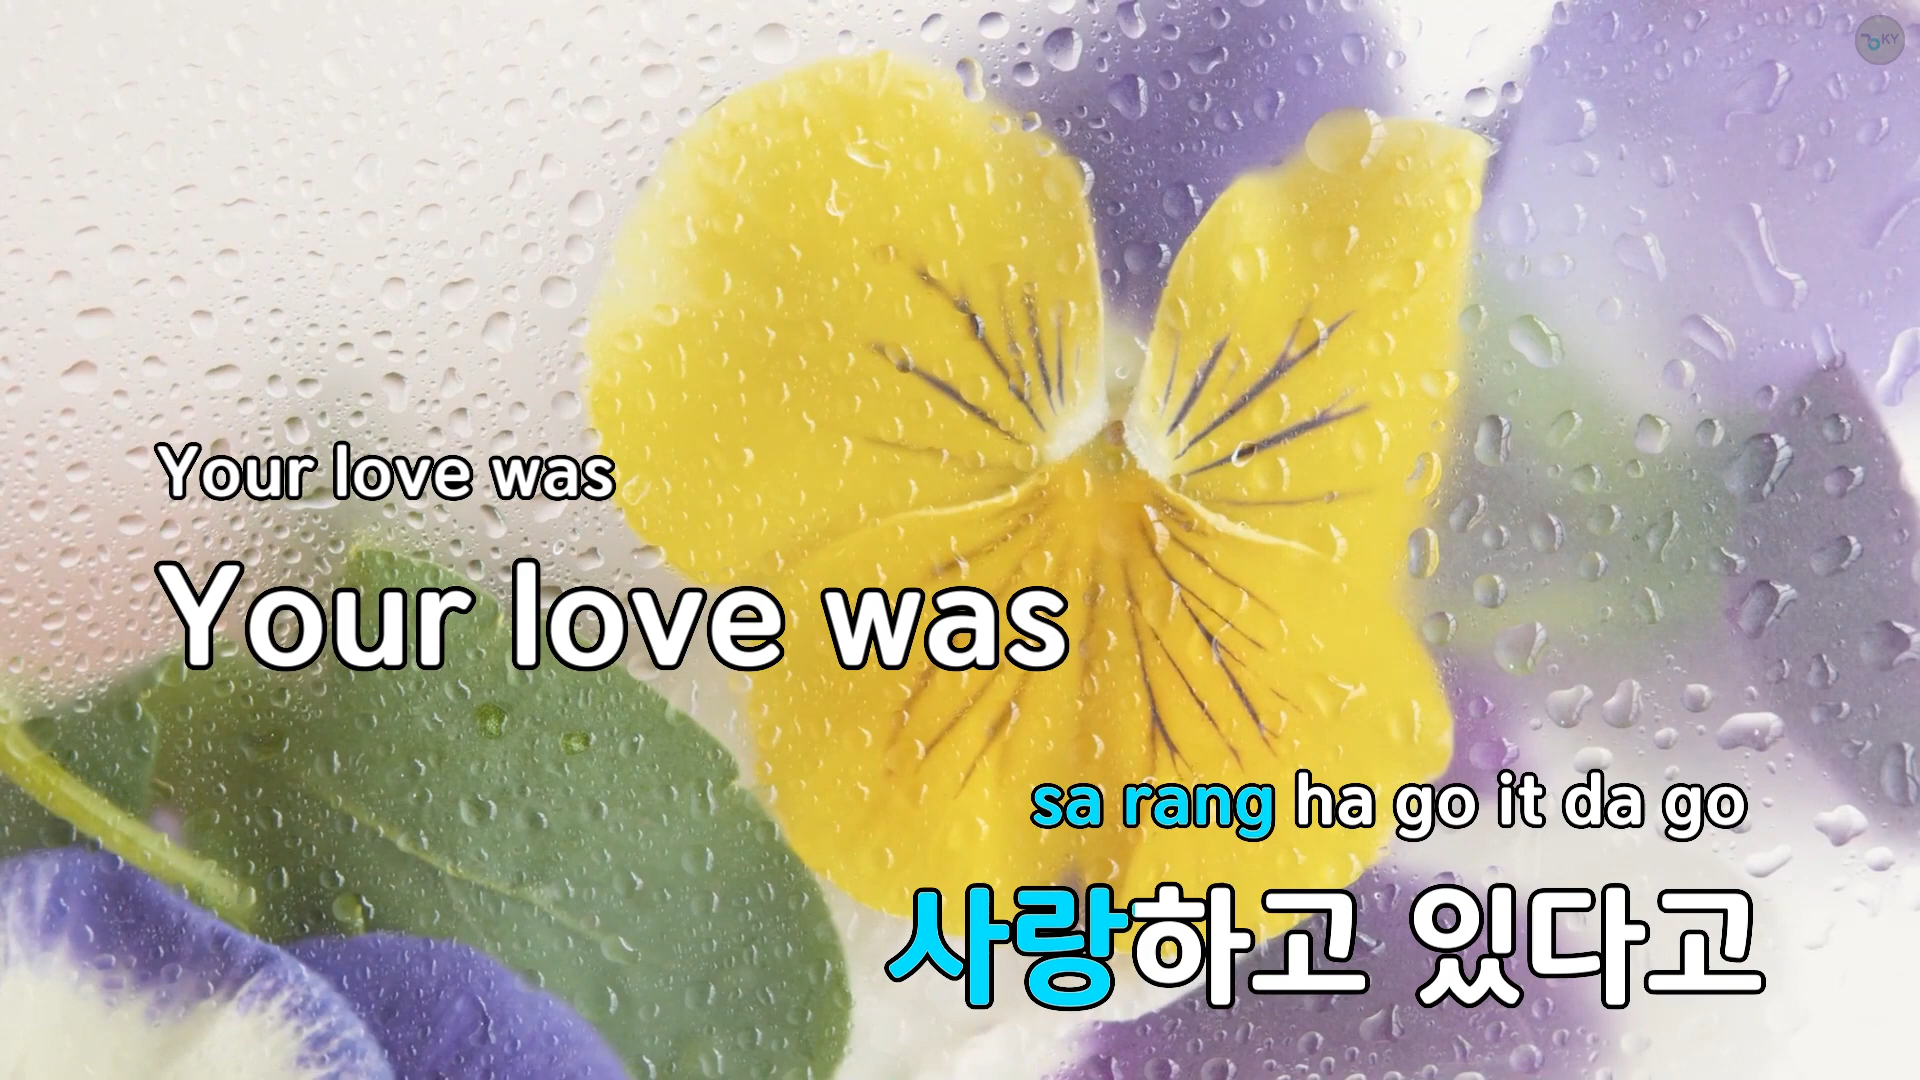 KY
Your love was
Your love was
sa rang ha go it da go
사랑하고 있다고